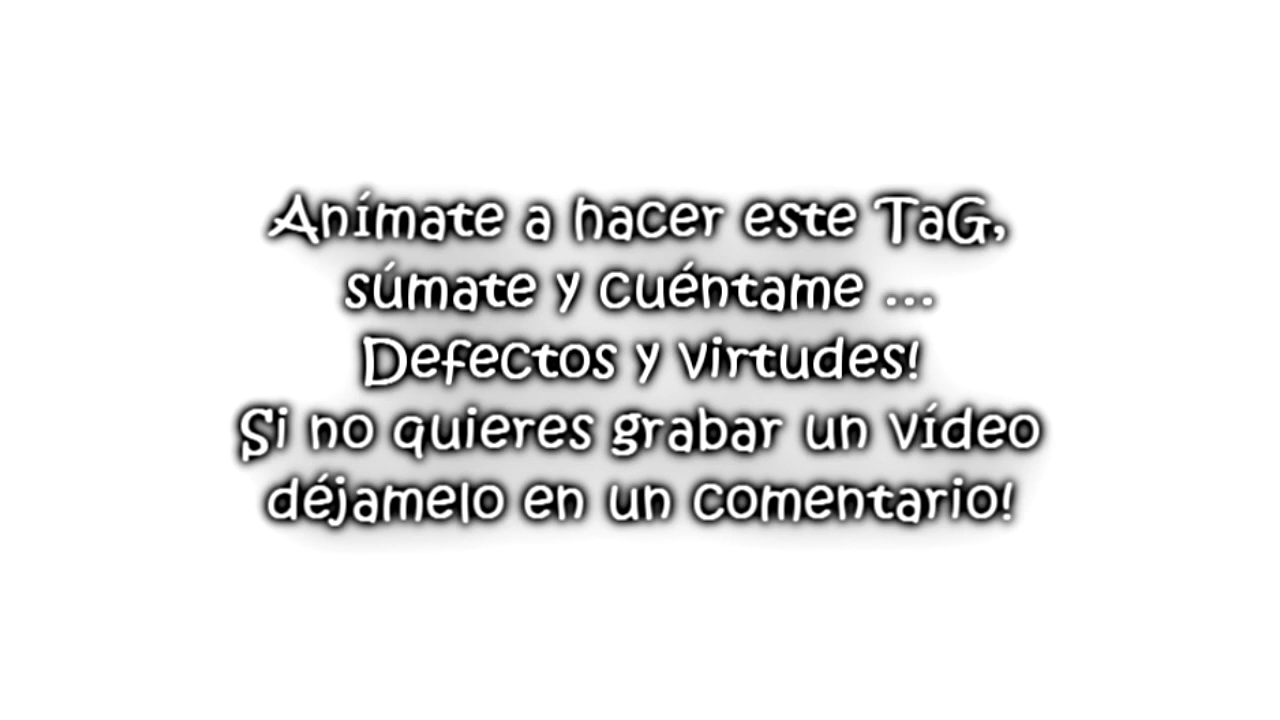 Anímate a hacer este TaG,
súmate y cuéntame ...
Defectos y virtudes!
Si no quieres grabar un vídeo
déjamelo en un comentario!